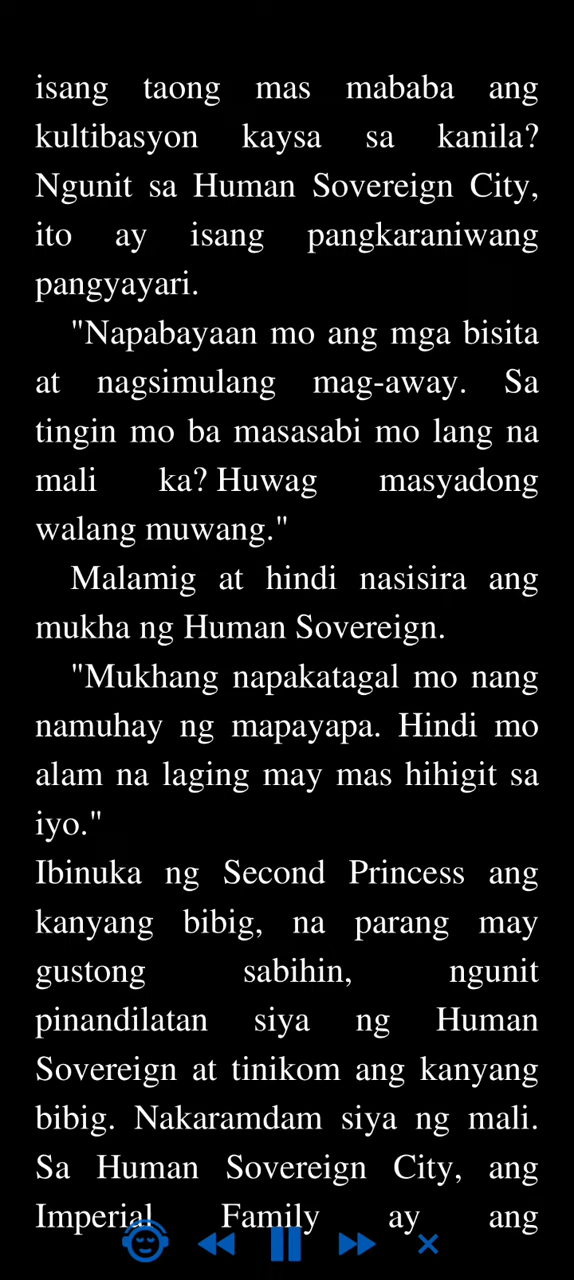 isang taong mas mababa ang
kultibasyon kaysa sa kanila?
Ngunit sa Human Sovereign City,
ito ay isang pangkaraniwang
pangyayari.
"Napabayaan mo ang mga bisita
at nagsimulang mag-away. Sa
tingin mo ba masasabi mo lang na
mali ka? Huwag masyadong
walang muwang."
Malamig at hindi nasisira ang
mukha ng Human Sovereign.
"Mukhang napakatagal mo nang
namuhay ng mapayapa. Hindi mo
alam na laging may mas hihigit sa
iyo."
Ibinuka ng Second Princess ang
kanyang bibig, na parang may
gustong sabihin, ngunit
pinandilatan siya ng Human
Sovereign at tinikom ang kanyang
bibig. Nakaramdam siya ng mali.
Sa Human Sovereign City, ang
Imperial Family ay ang